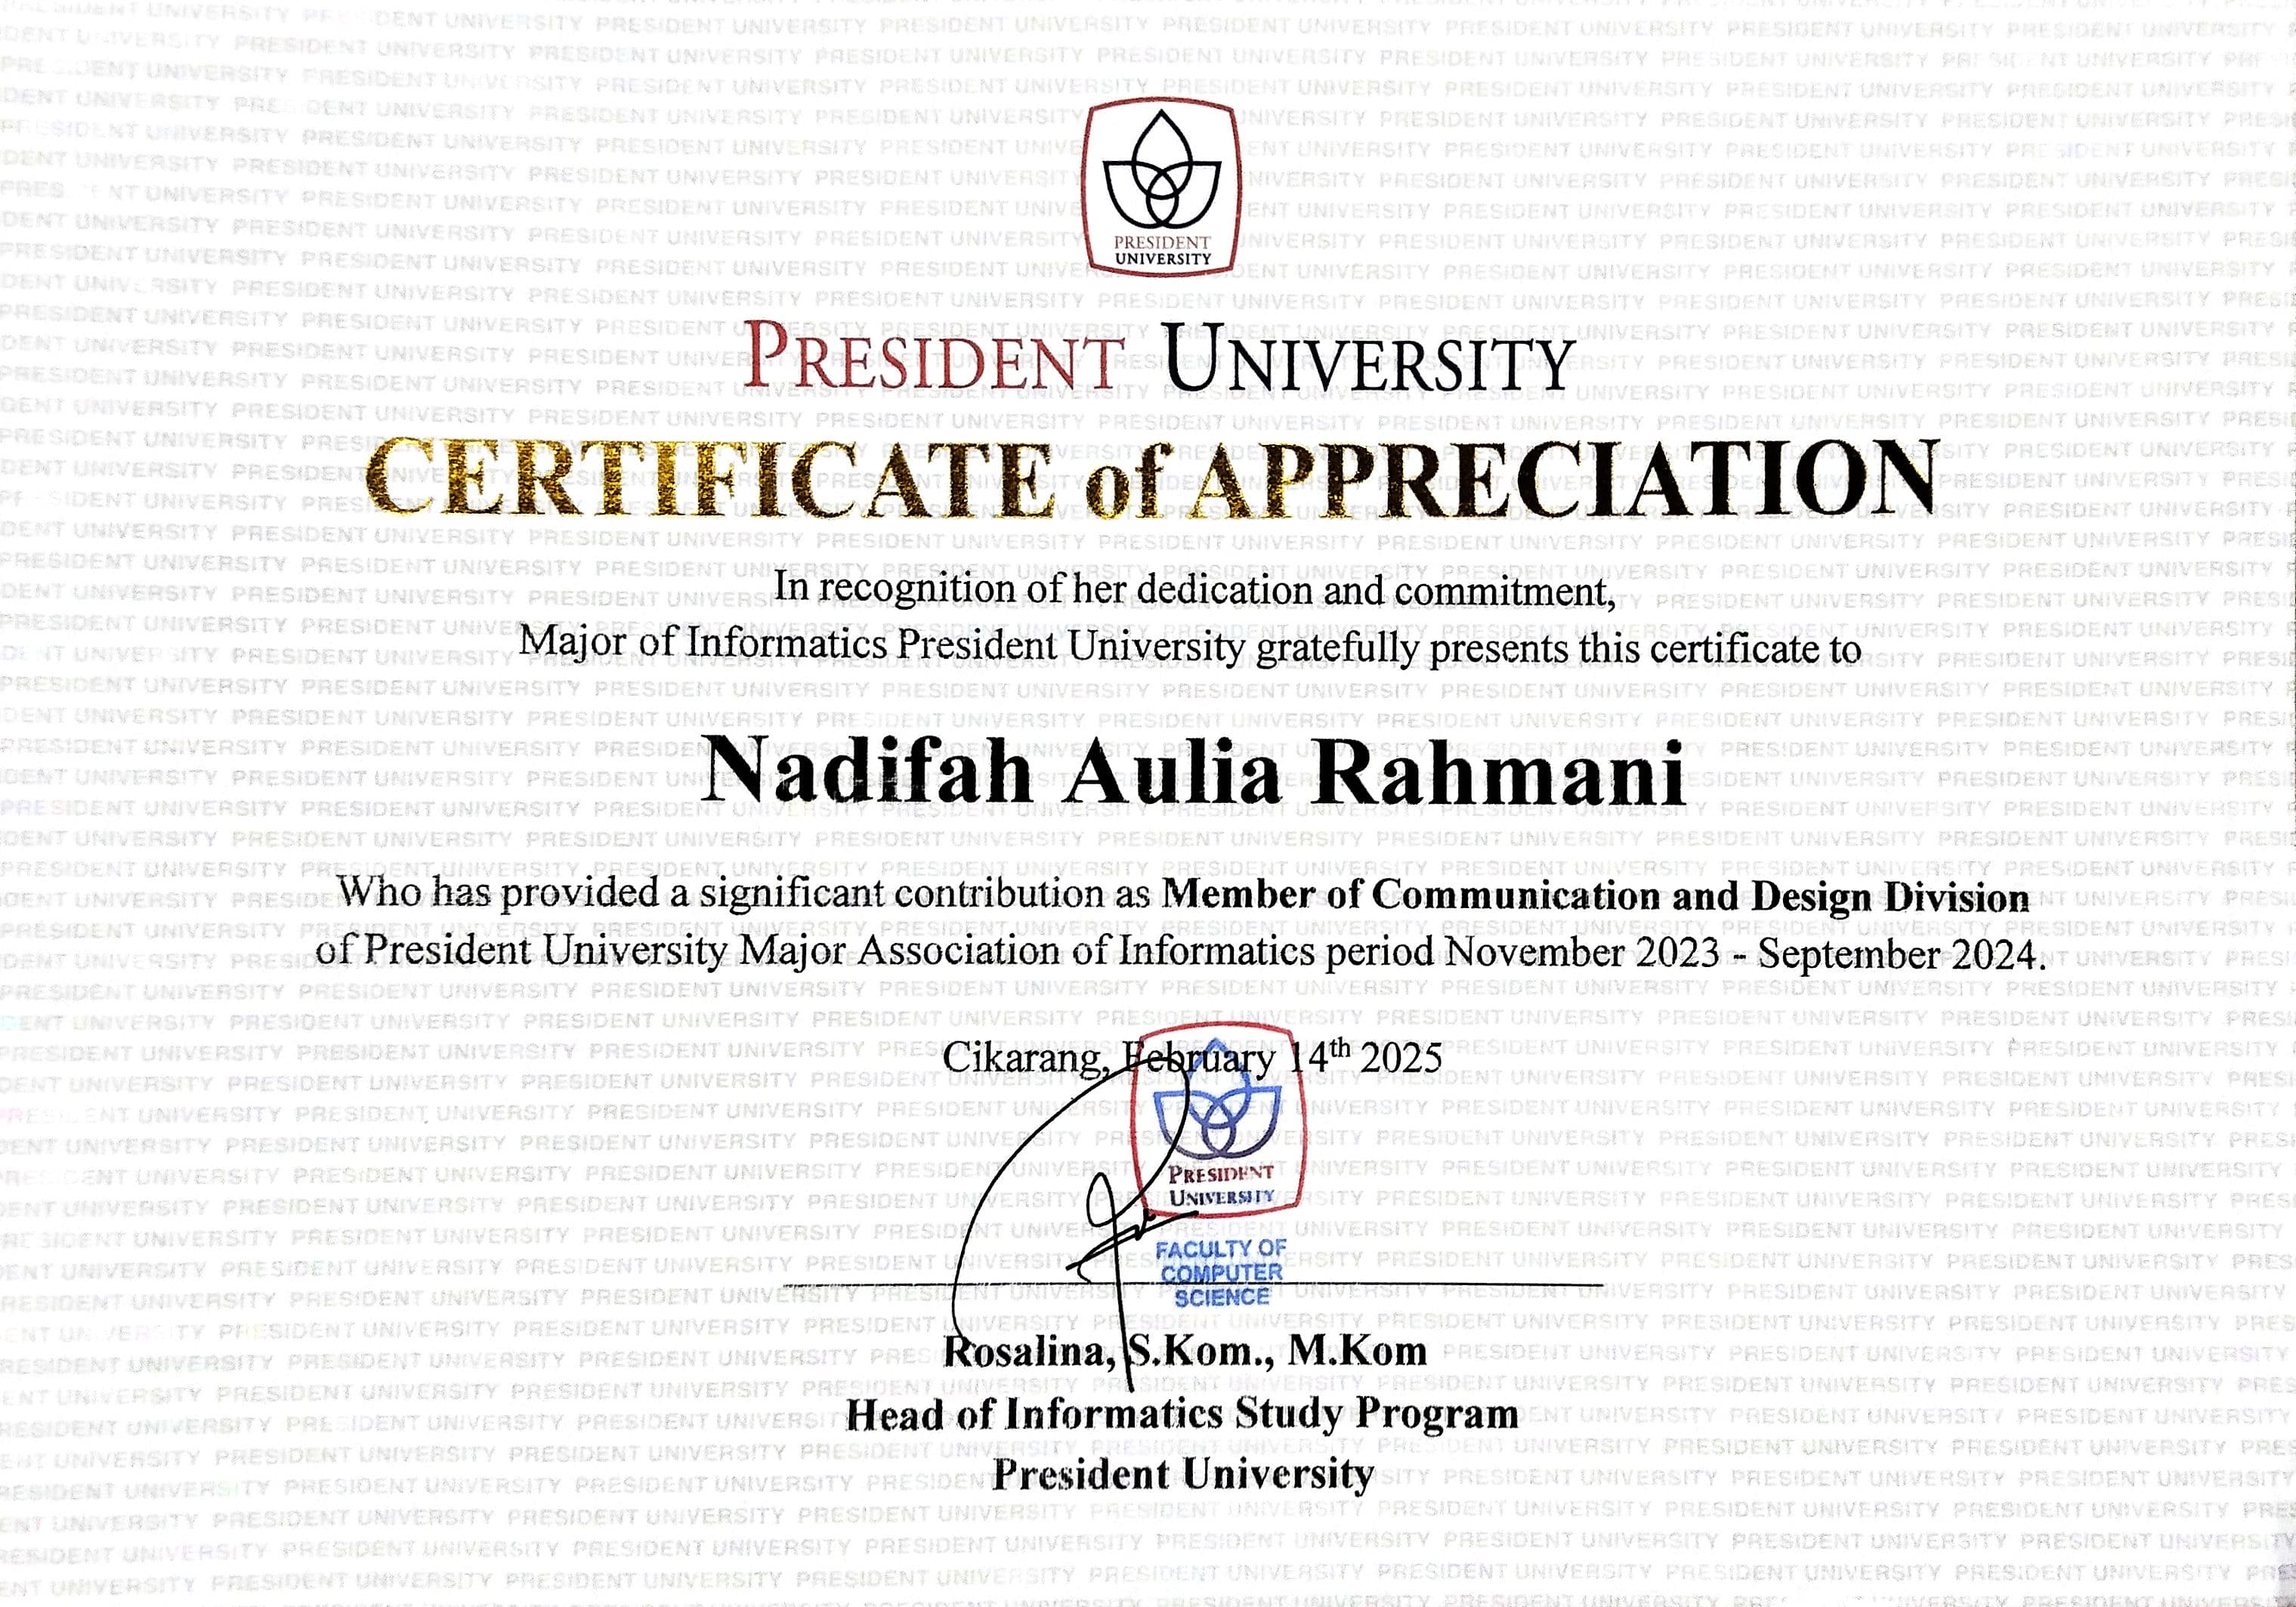 PRESIDENT
UNIVERSITY
PRESIDENT UNIVERSITY
CERTIFICATE of APPRECIATION
In recognition of her dedication and commitment,
Major of Informatics President University gratefully presents this certificate to
Nadifah Aulia Rahmani
Who has provided a significant contribution as Member of Communication and Design Division
of President University Major Association of Informatics period November 2023 - September 2024.
Cikarang, February 14th 2025
PRESIDENT
UNIVERSITY
FACULTY OF
COMPUTER
SCIENCE
Rosalina, S.Kom., M.Kom
Head of Informatics Study Program
President University